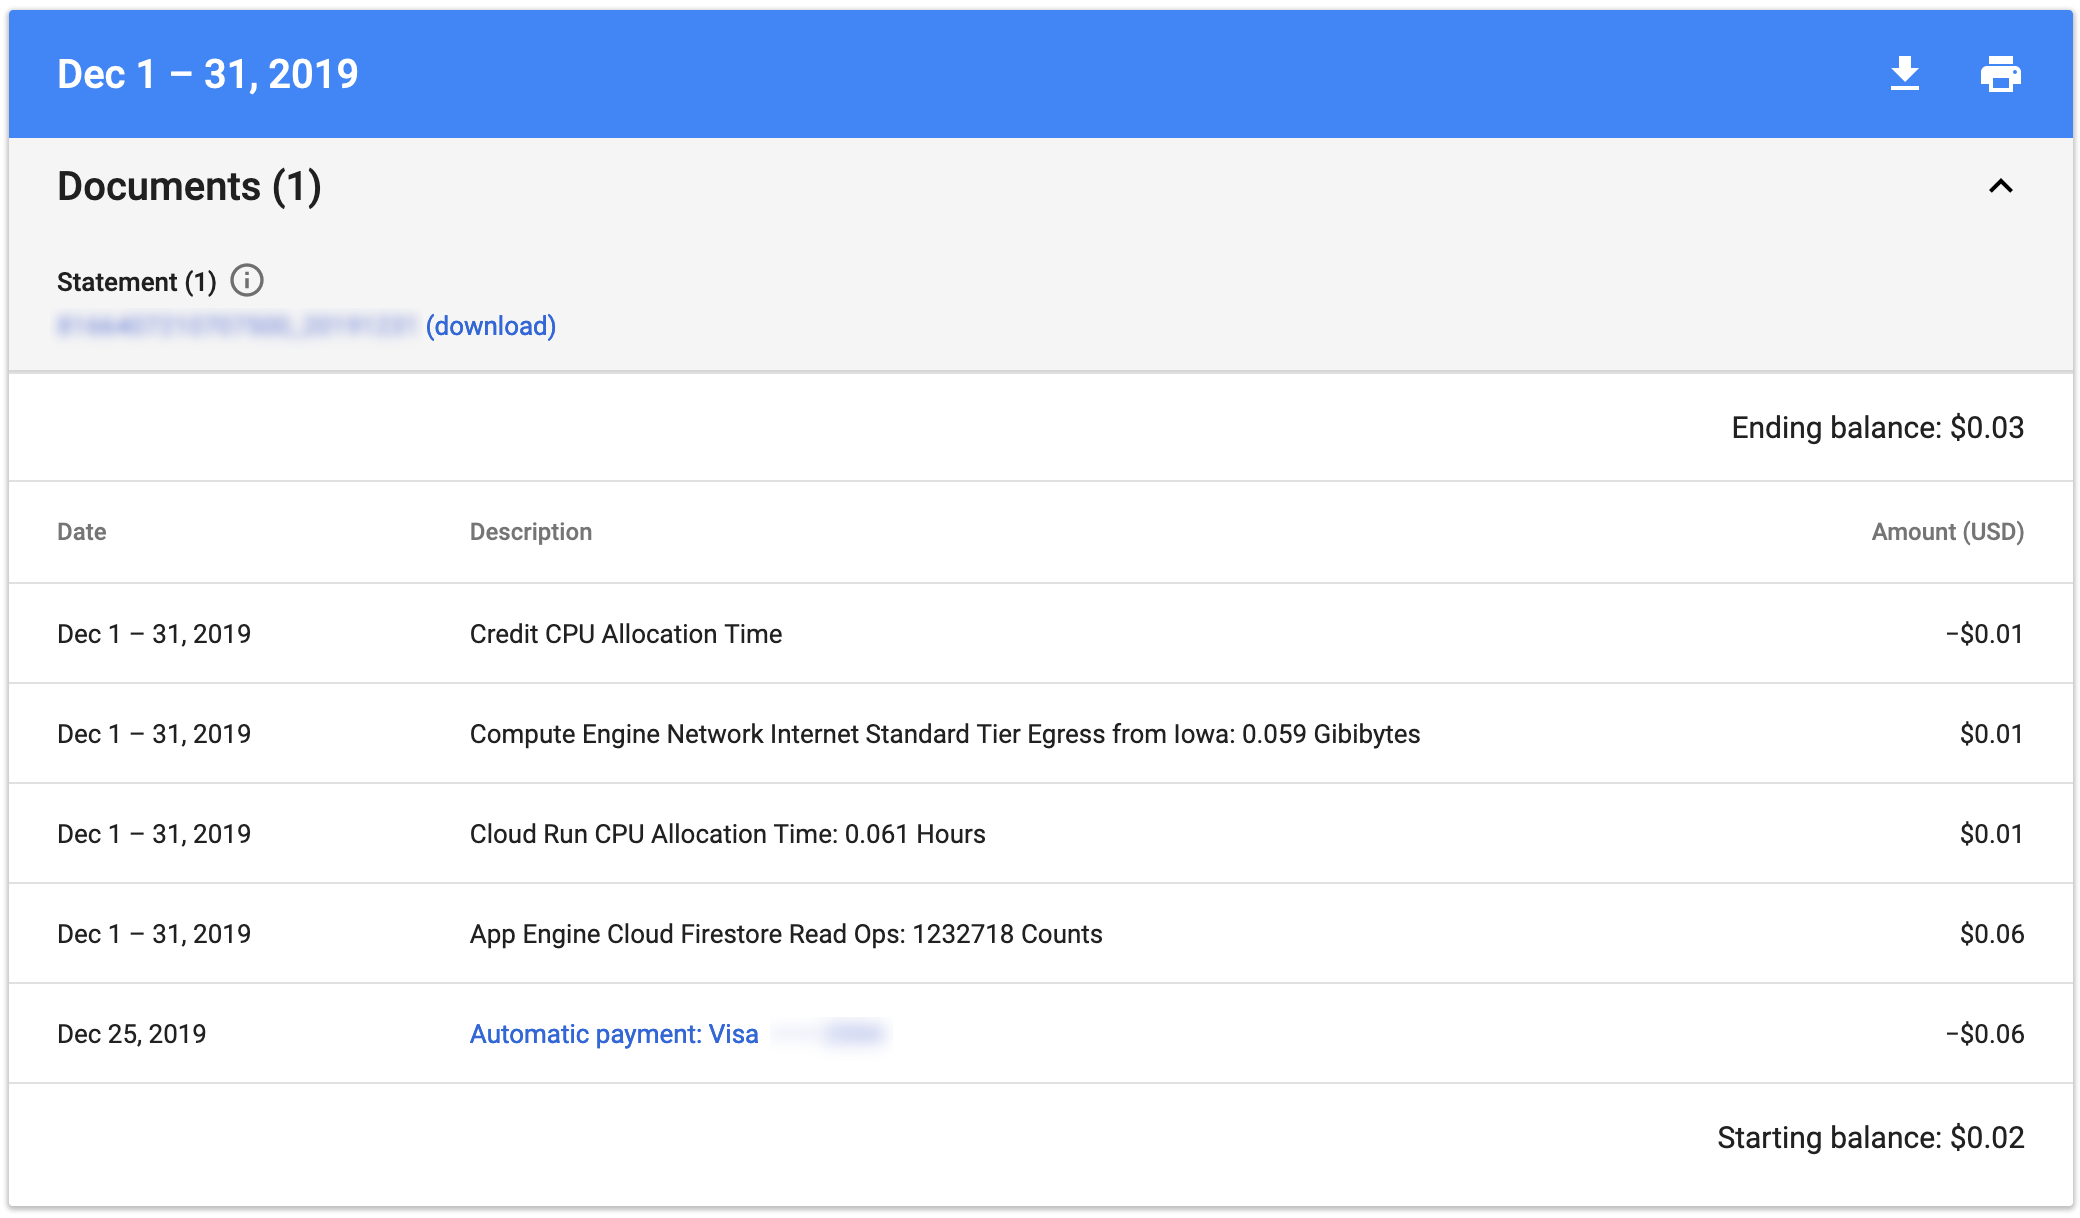 Dec 1 – 31, 2019
Documents (1)
Statement (1)
(download)
Ending balance: $0.03
Date Description Amount (USD)
Dec 1 – 31, 2019 Credit CPU Allocation Time −$0.01
Dec 1 – 31, 2019 Compute Engine Network Internet Standard Tier Egress from Iowa: 0.059 Gibibytes $0.01
Dec 1 – 31, 2019 Cloud Run CPU Allocation Time: 0.061 Hours $0.01
Dec 1 – 31, 2019 App Engine Cloud Firestore Read Ops: 1232718 Counts $0.06
Dec 25, 2019 Automatic payment: Visa −$0.06
Starting balance: $0.02